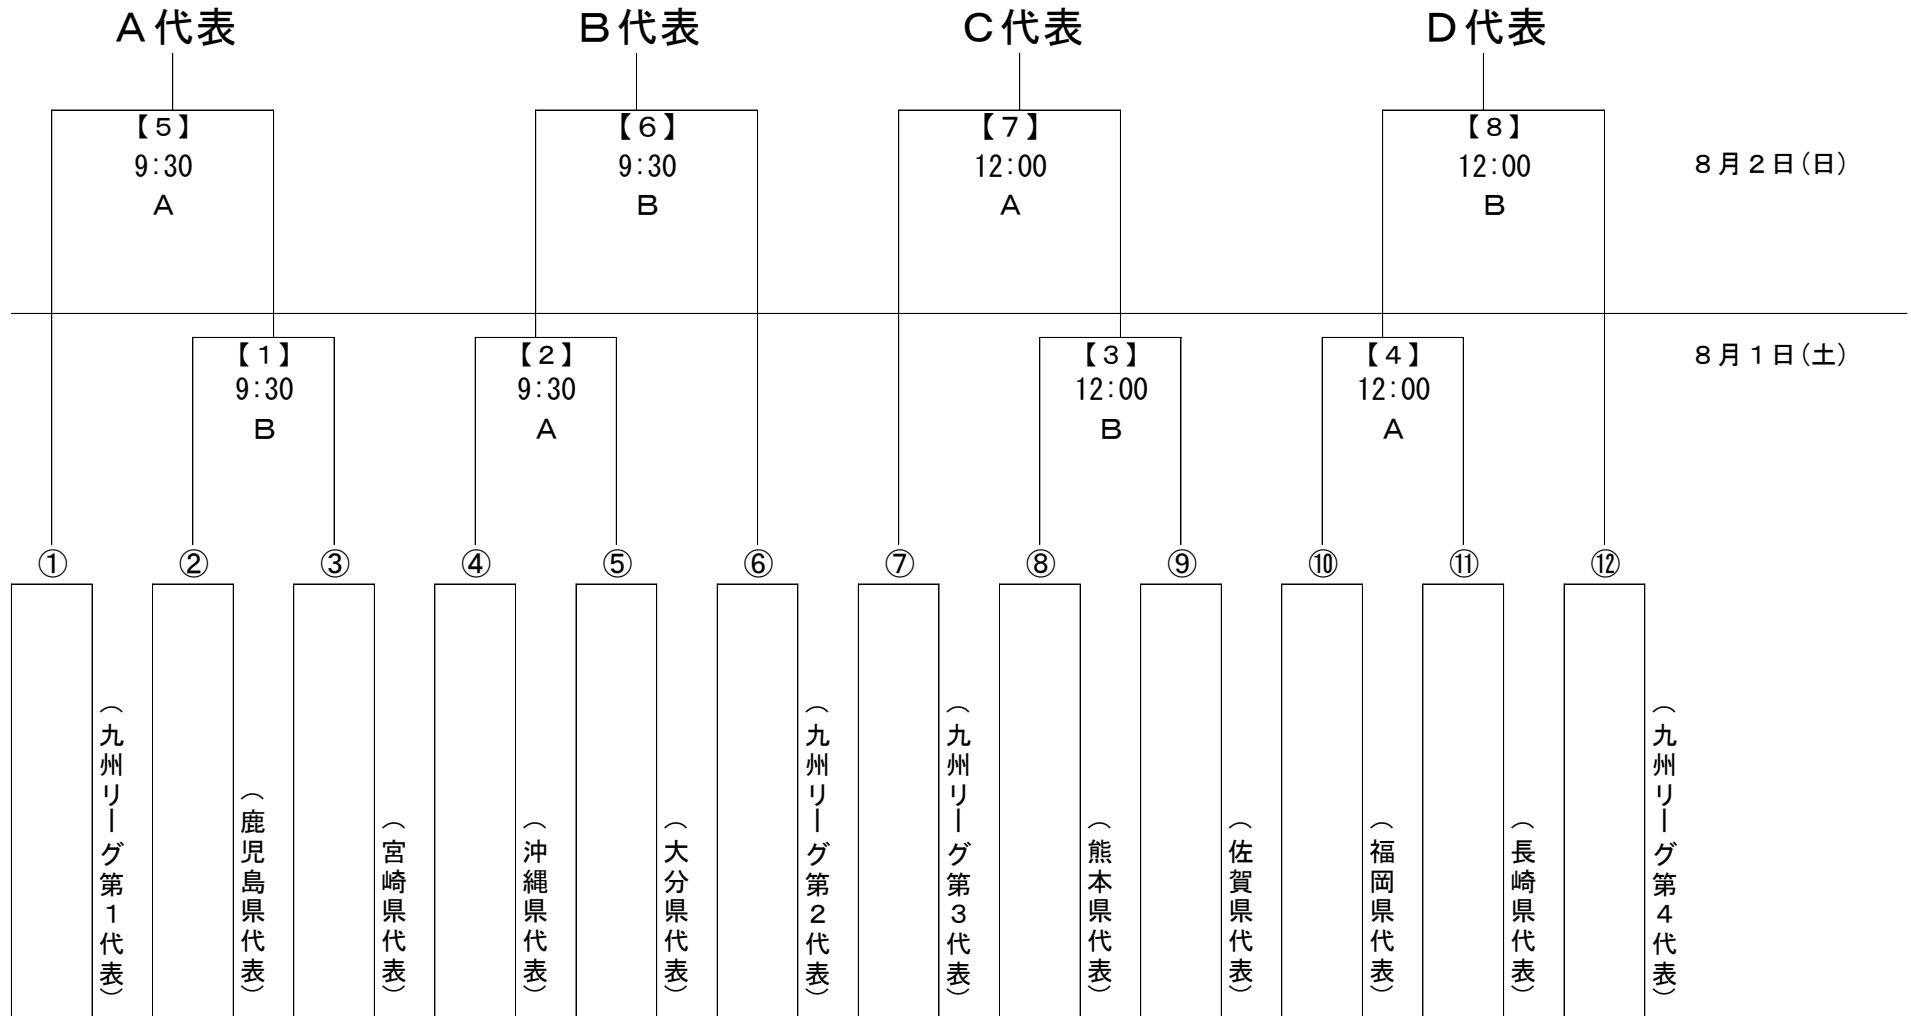 Ａ代表
Ｂ代表
Ｃ代表
Ｄ代表
【５】
9:30
Ａ
【６】
9:30
Ｂ
【７】
12:00
Ａ
【８】
12:00
Ｂ
８月２日(日)
【１】
9:30
Ｂ
【２】
9:30
Ａ
【３】
12:00
Ｂ
【４】
12:00
Ａ
８月１日(土)
①
②
③
④
⑤
⑥
⑦
⑧
⑨
⑩
⑪
⑫
（九州リーグ第１代表）
（鹿児島県代表）
（宮崎県代表）
（沖縄県代表）
（大分県代表）
（九州リーグ第２代表）
（九州リーグ第３代表）
（熊本県代表）
（佐賀県代表）
（福岡県代表）
（長崎県代表）
（九州リーグ第４代表）